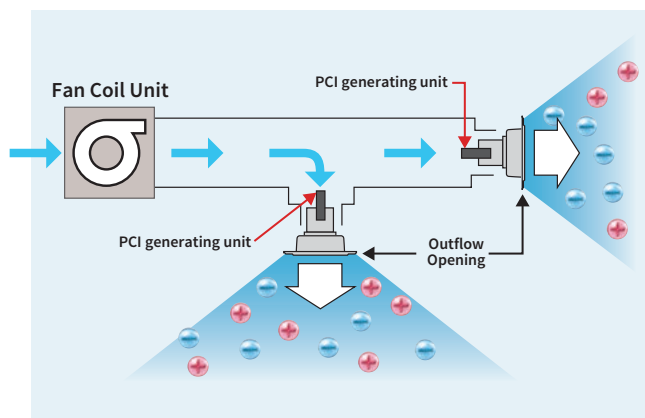 PCI generating unit
Fan Coil Unit
PCI generating unit
Outflow
Opening